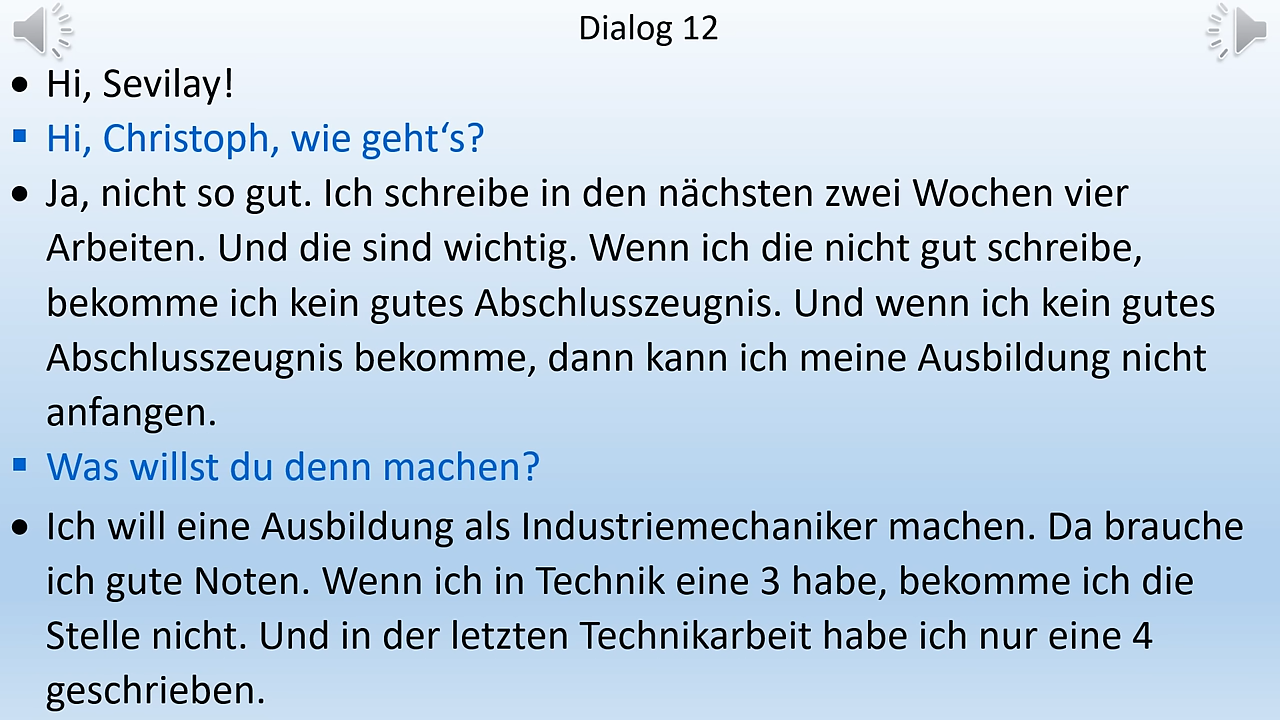 Dialog 12
• Hi, Sevilay!
▪ Hi, Christoph, wie geht‘s?
• Ja, nicht so gut. Ich schreibe in den nächsten zwei Wochen vier
Arbeiten. Und die sind wichtig. Wenn ich die nicht gut schreibe,
bekomme ich kein gutes Abschlusszeugnis. Und wenn ich kein gutes
Abschlusszeugnis bekomme, dann kann ich meine Ausbildung nicht
anfangen.
▪ Was willst du denn machen?
• Ich will eine Ausbildung als Industriemechaniker machen. Da brauche
ich gute Noten. Wenn ich in Technik eine 3 habe, bekomme ich die
Stelle nicht. Und in der letzten Technikarbeit habe ich nur eine 4
geschrieben.